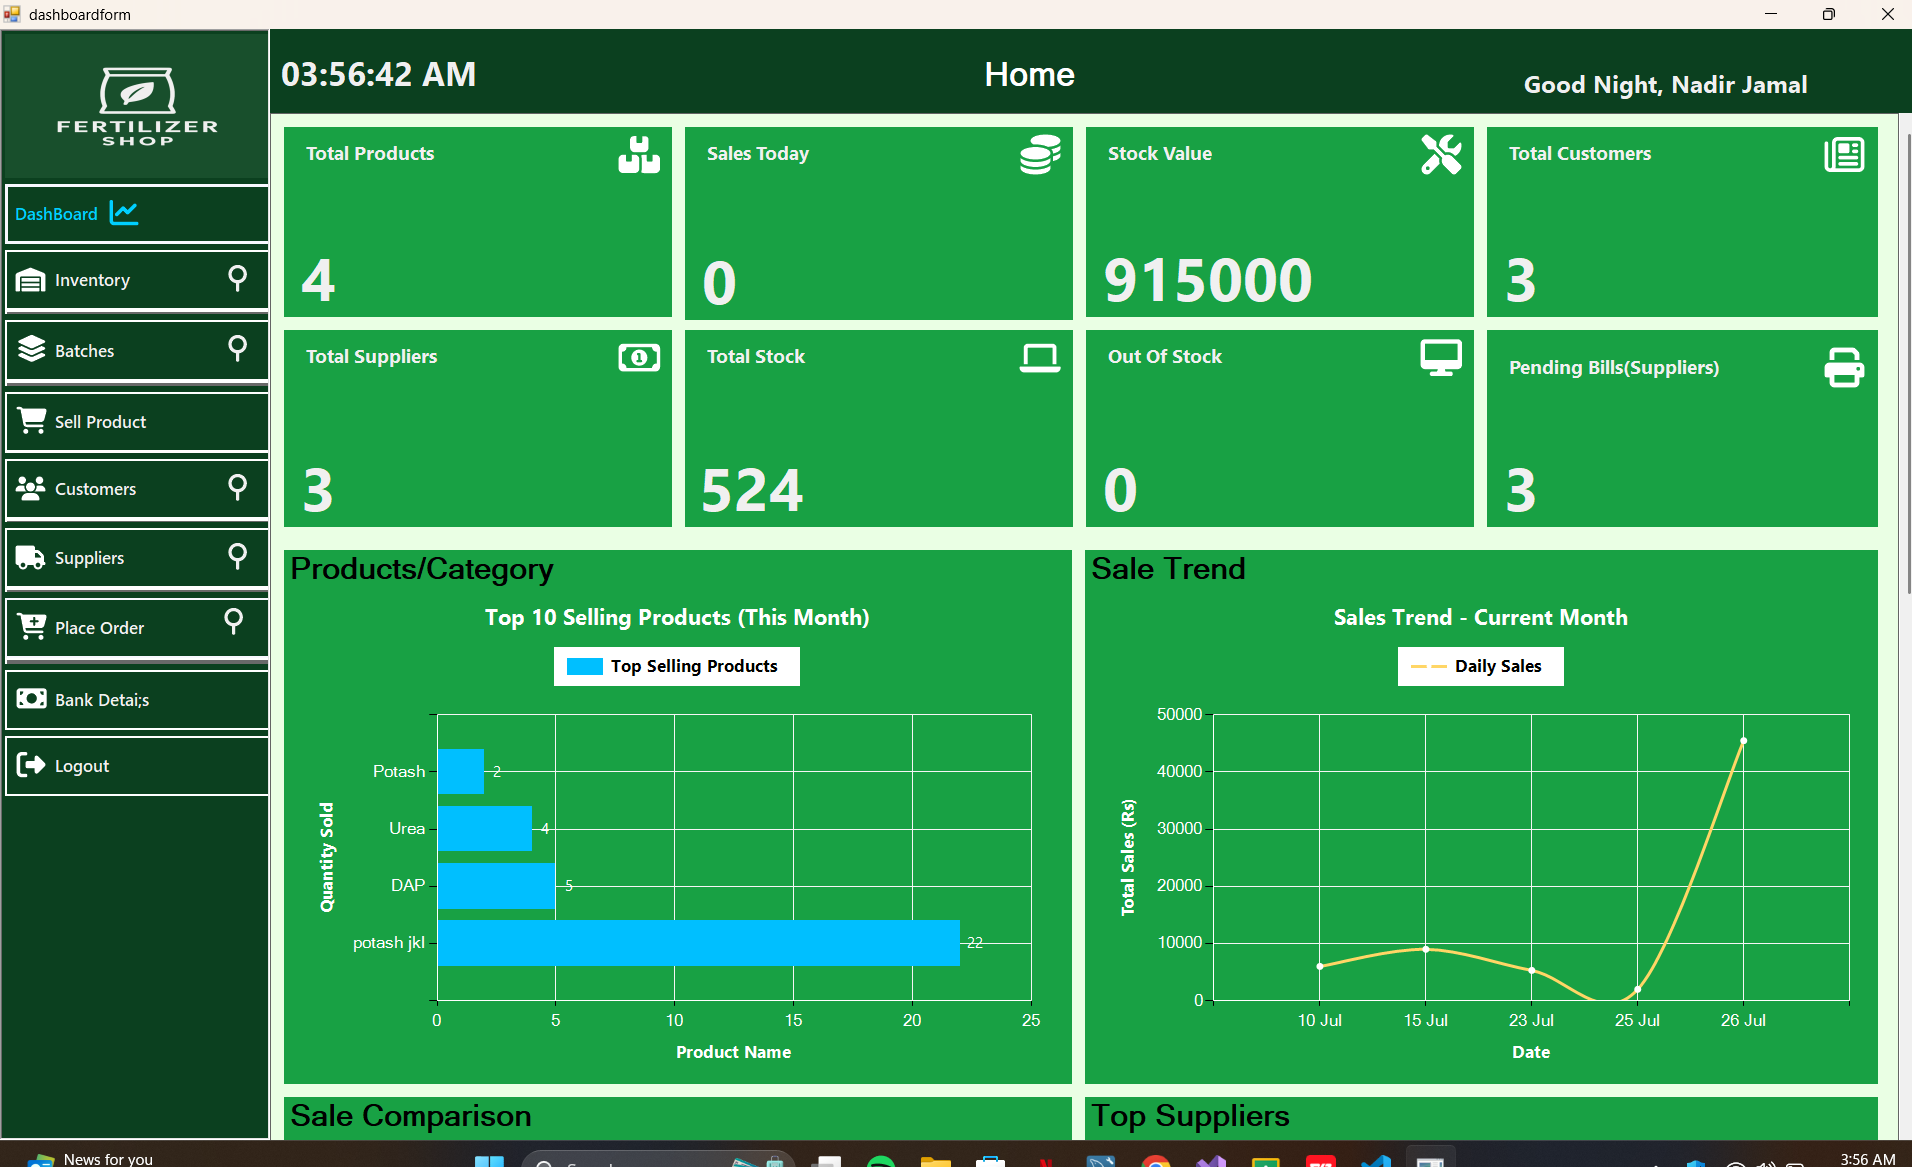 dashboardform
FERTILIZER
SHOP
03:56:42 AM
Home
Good Night, Nadir Jamal
DashBoard
Inventory
Batches
Sell Product
Customers
Suppliers
Place Order
Bank Detai;s
Logout
Total Products
4
Sales Today
0
Stock Value
915000
Total Customers
3
Total Suppliers
3
Total Stock
524
Out Of Stock
0
Pending Bills(Suppliers)
3
Products/Category
Top 10 Selling Products (This Month)
Top Selling Products
Quantity Sold
Potash
2
Urea
4
DAP
5
potash jkl
22
0 5 10 15 20 25
Product Name
Sale Trend
Sales Trend - Current Month
Daily Sales
Total Sales (Rs)
50000
40000
30000
20000
10000
0
10 Jul 15 Jul 23 Jul 25 Jul 26 Jul
Date
Sale Comparison
Top Suppliers
News for you
3:56 AM